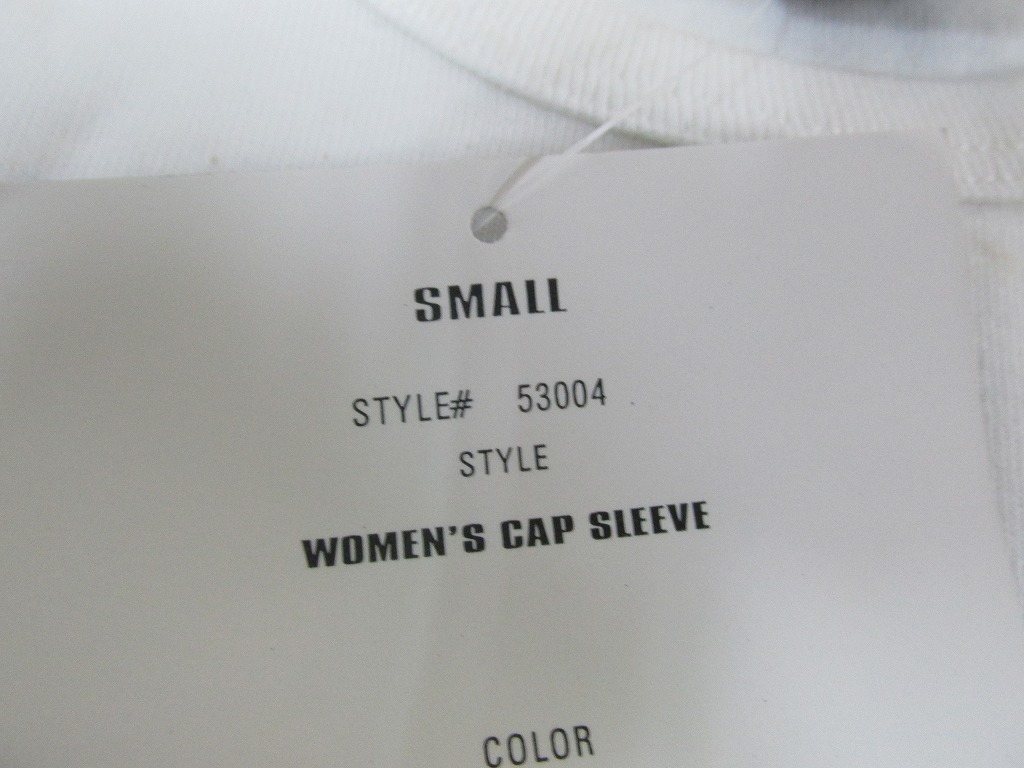 SMALL
STYLE# 53004
STYLE
WOMEN'S CAP SLEEVE
COLOR